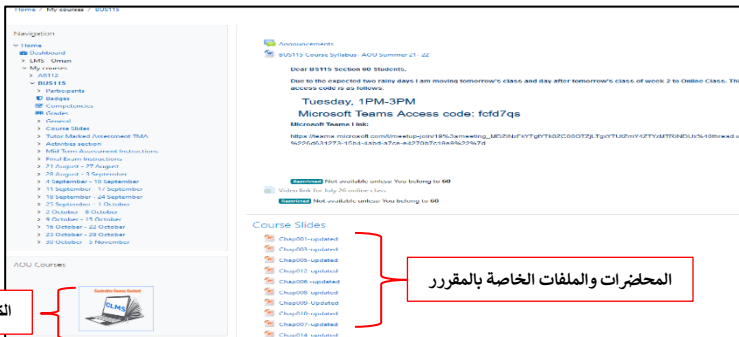 Home / My courses / BUS115
Navigation
Home
Dashboard
LMS - Oman
My courses
AR112
BUS115
Participants
Badges
Competencies
Grades
General
Course Slides
Tutor Marked Assessment TMA
Activities section
Mid Term Assessment Instructions
Final Exam Instructions
21 August - 27 August
28 August - 3 September
4 September - 10 September
11 September - 17 September
18 September - 24 September
25 September - 1 October
2 October - 8 October
9 October - 15 October
16 October - 22 October
23 October - 29 October
30 October - 5 November
AOU Courses
CLMS
Announcements
BUS115 Course Syllabus- AOU Summer 21- 22
Dear BS115 Section 60 Students,
Due to the expected two rainy days I am moving tomorrow's class and day after tomorrow's class of week 2 to Online Class.
access code is as follows.
Tuesday, 1PM-3PM
Microsoft Teams Access code: fcfd7qs
Microsoft Teams Link:
Restricted Not available unless: You belong to 60
Video link for July 26 online class
Restricted Not available unless: You belong to 60
Course Slides
Chap001-updated
Chap003-updated
Chap005-updated
Chap012-updated
Chap006-updated
Chap008-updated
Chap009-Updated
Chap010-updated
Chap007-updated
Chap014-updated
المحاضرات والملفات الخاصة بالمقررر